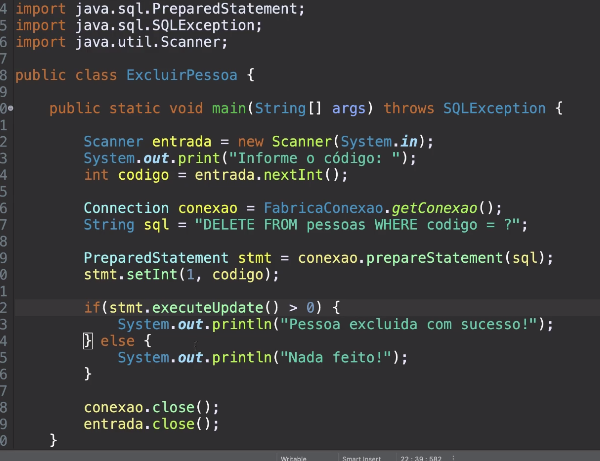 4 import java.sql.PreparedStatement;
5 import java.sql.SQLException;
6 import java.util.Scanner;
7
8 public class ExcluirPessoa {
9
0 public static void main(String[] args) throws SQLException {
1
2 Scanner entrada = new Scanner(System.in);
3 System.out.print("Informe o código: ");
4 int codigo = entrada.nextInt();
5
6 Connection conexao = FabricaConexao.getConexao();
7 String sql = "DELETE FROM pessoas WHERE codigo = ?";
8
9 PreparedStatement stmt = conexao.prepareStatement(sql);
0 stmt.setInt(1, codigo);
1
2 if(stmt.executeUpdate() > 0) {
3 System.out.println("Pessoa excluida com sucesso!");
4 } else {
5 System.out.println("Nada feito!");
6 }
7
8 conexao.close();
9 entrada.close();
0 }
Writable Smart Insert 22 : 39 : 582